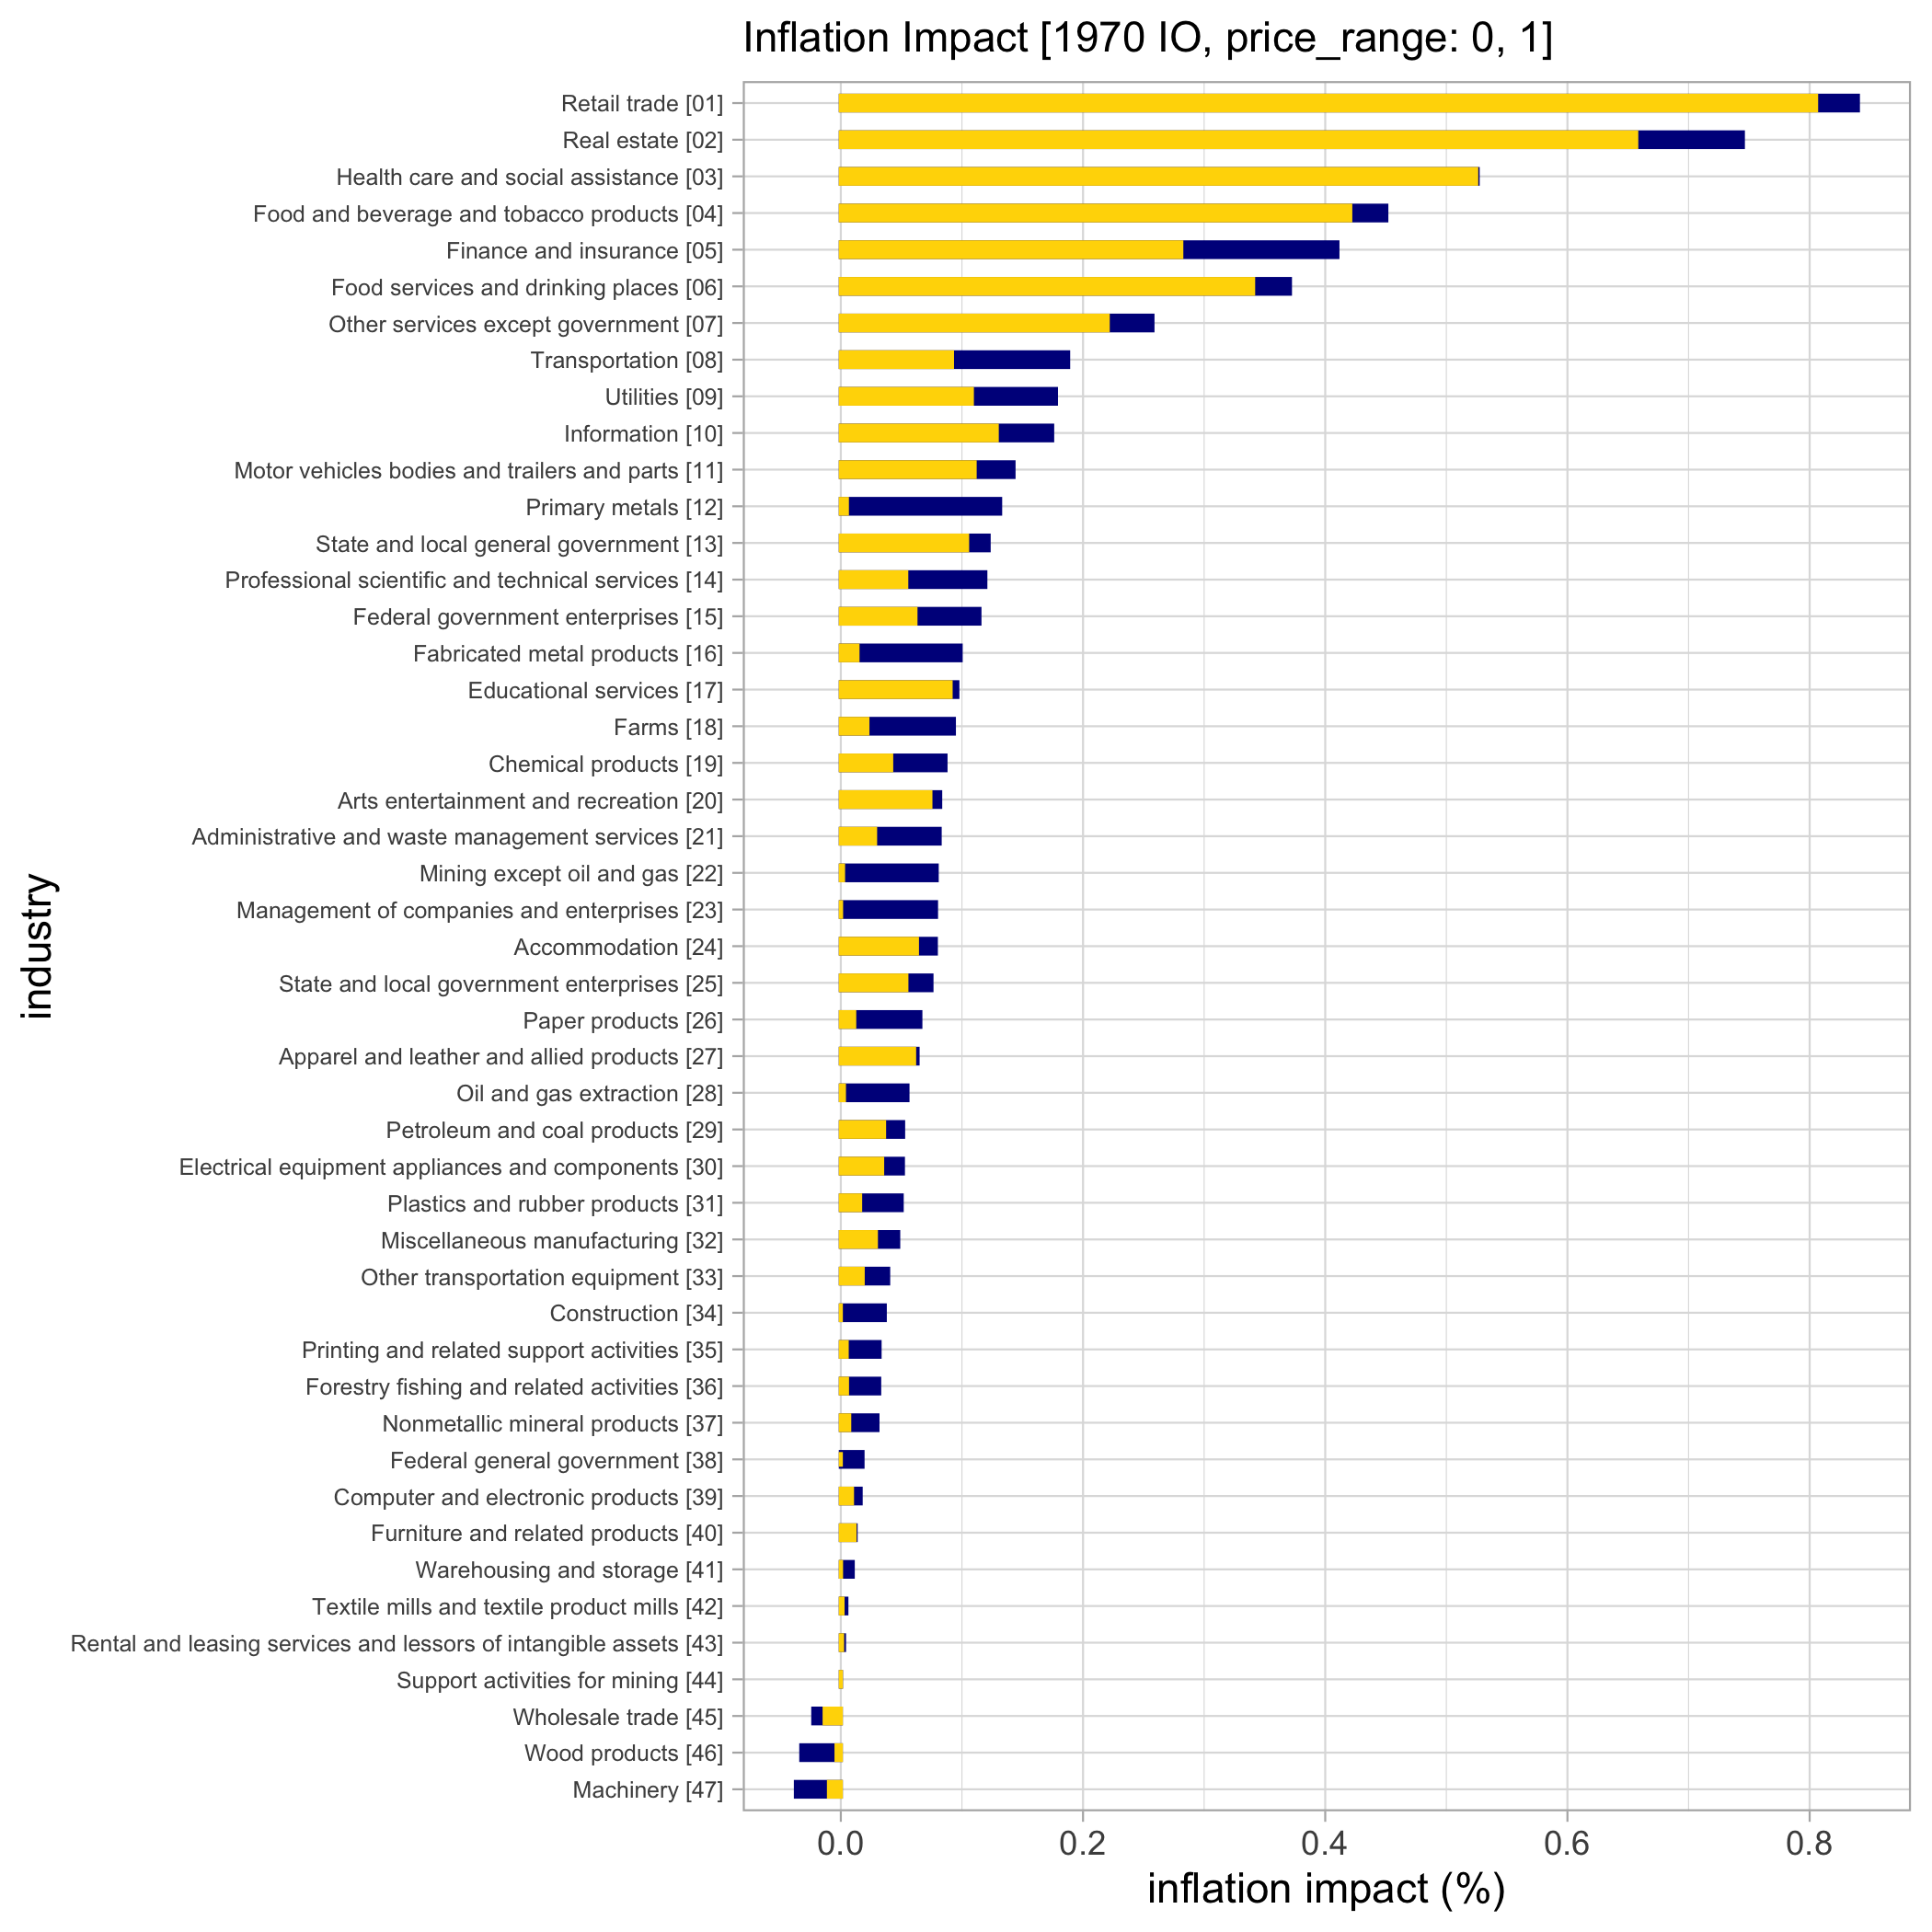 Inflation Impact [1970 IO, price_range: 0, 1]
Retail trade [01]
Real estate [02]
Health care and social assistance [03]
Food and beverage and tobacco products [04]
Finance and insurance [05]
Food services and drinking places [06]
Other services except government [07]
Transportation [08]
Utilities [09]
Information [10]
Motor vehicles bodies and trailers and parts [11]
Primary metals [12]
State and local general government [13]
Professional scientific and technical services [14]
Federal government enterprises [15]
Fabricated metal products [16]
Educational services [17]
Farms [18]
Chemical products [19]
Arts entertainment and recreation [20]
Administrative and waste management services [21]
Mining except oil and gas [22]
Management of companies and enterprises [23]
Accommodation [24]
State and local government enterprises [25]
Paper products [26]
Apparel and leather and allied products [27]
Oil and gas extraction [28]
Petroleum and coal products [29]
Electrical equipment appliances and components [30]
Plastics and rubber products [31]
Miscellaneous manufacturing [32]
Other transportation equipment [33]
Construction [34]
Printing and related support activities [35]
Forestry fishing and related activities [36]
Nonmetallic mineral products [37]
Federal general government [38]
Computer and electronic products [39]
Furniture and related products [40]
Warehousing and storage [41]
Textile mills and textile product mills [42]
Rental and leasing services and lessors of intangible assets [43]
Support activities for mining [44]
Wholesale trade [45]
Wood products [46]
Machinery [47]
industry
0.0 0.2 0.4 0.6 0.8
inflation impact (%)